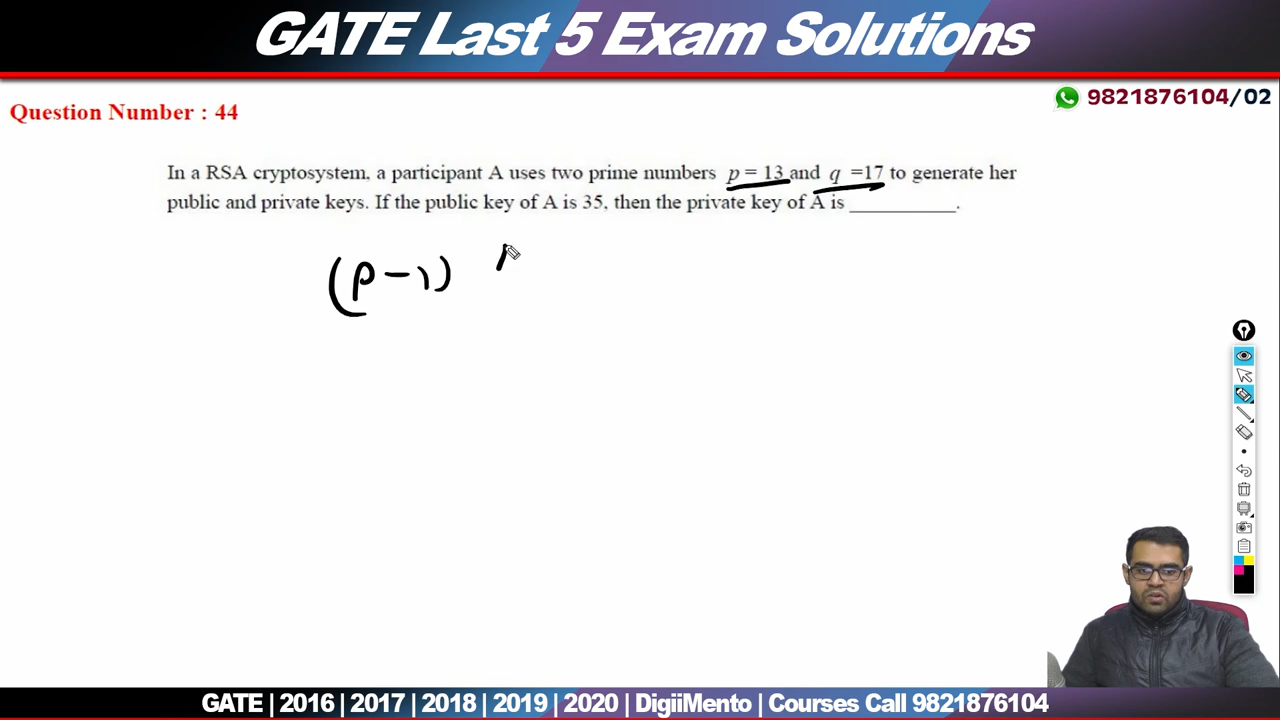 GATE Last 5 Exam Solutions
9821876104/02
Question Number : 44
In a RSA cryptosystem, a participant A uses two prime numbers p = 13 and q =17 to generate her
public and private keys. If the public key of A is 35, then the private key of A is __________.
(p-1)
GATE | 2016 | 2017 | 2018 | 2019 | 2020 | DigiiMento | Courses Call 9821876104